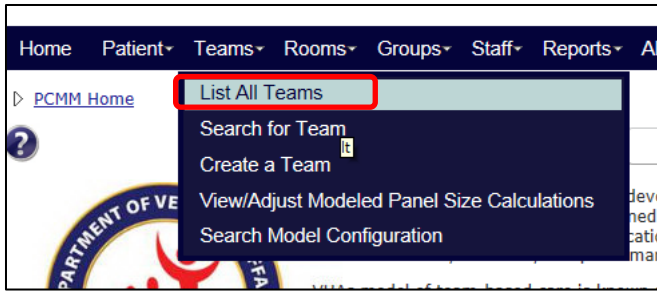 Home Patient Teams Rooms Groups Staff Reports
PCMM Home
List All Teams
Search for Team
lt
Create a Team
View/Adjust Modeled Panel Size Calculations
Search Model Configuration
?